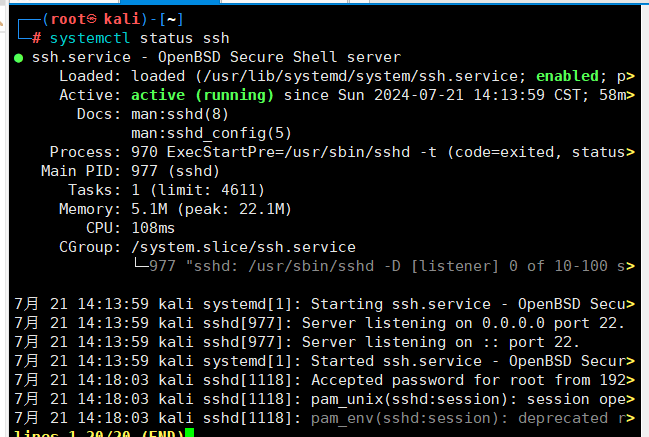 ┌──(root㉿kali)-[~]
└─# systemctl status ssh
● ssh.service - OpenBSD Secure Shell server
Loaded: loaded (/usr/lib/systemd/system/ssh.service; enabled; p>
Active: active (running) since Sun 2024-07-21 14:13:59 CST; 58m>
Docs: man:sshd(8)
man:sshd_config(5)
Process: 970 ExecStartPre=/usr/sbin/sshd -t (code=exited, status>
Main PID: 977 (sshd)
Tasks: 1 (limit: 4611)
Memory: 5.1M (peak: 22.1M)
CPU: 108ms
CGroup: /system.slice/ssh.service
└─977 "sshd: /usr/sbin/sshd -D [listener] 0 of 10-100 s>
7月 21 14:13:59 kali systemd[1]: Starting ssh.service - OpenBSD Secu>
7月 21 14:13:59 kali sshd[977]: Server listening on 0.0.0.0 port 22.
7月 21 14:13:59 kali sshd[977]: Server listening on :: port 22.
7月 21 14:13:59 kali systemd[1]: Started ssh.service - OpenBSD Secur>
7月 21 14:18:03 kali sshd[1118]: Accepted password for root from 192>
7月 21 14:18:03 kali sshd[1118]: pam_unix(sshd:session): session ope>
7月 21 14:18:03 kali sshd[1118]: pam_env(sshd:session): deprecated r>
lines 1-20/20 (END)